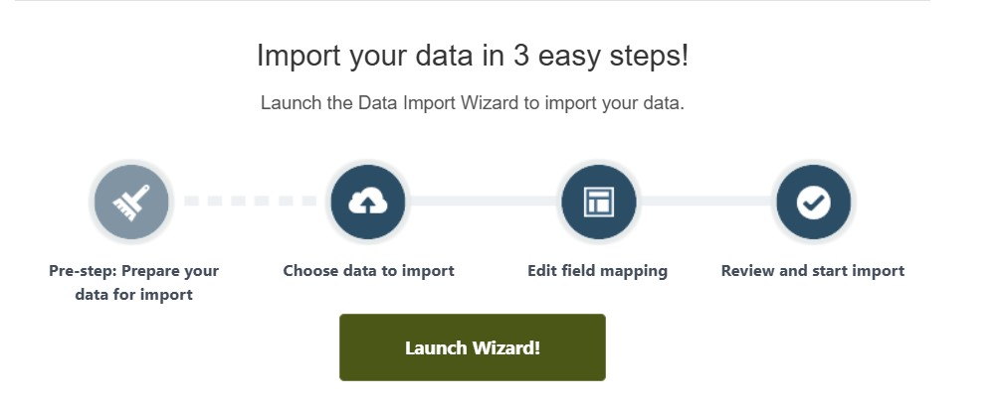 Import your data in 3 easy steps!
Launch the Data Import Wizard to import your data.
Pre-step: Prepare your
data for import
Choose data to import
Edit field mapping
Review and start import
Launch Wizard!